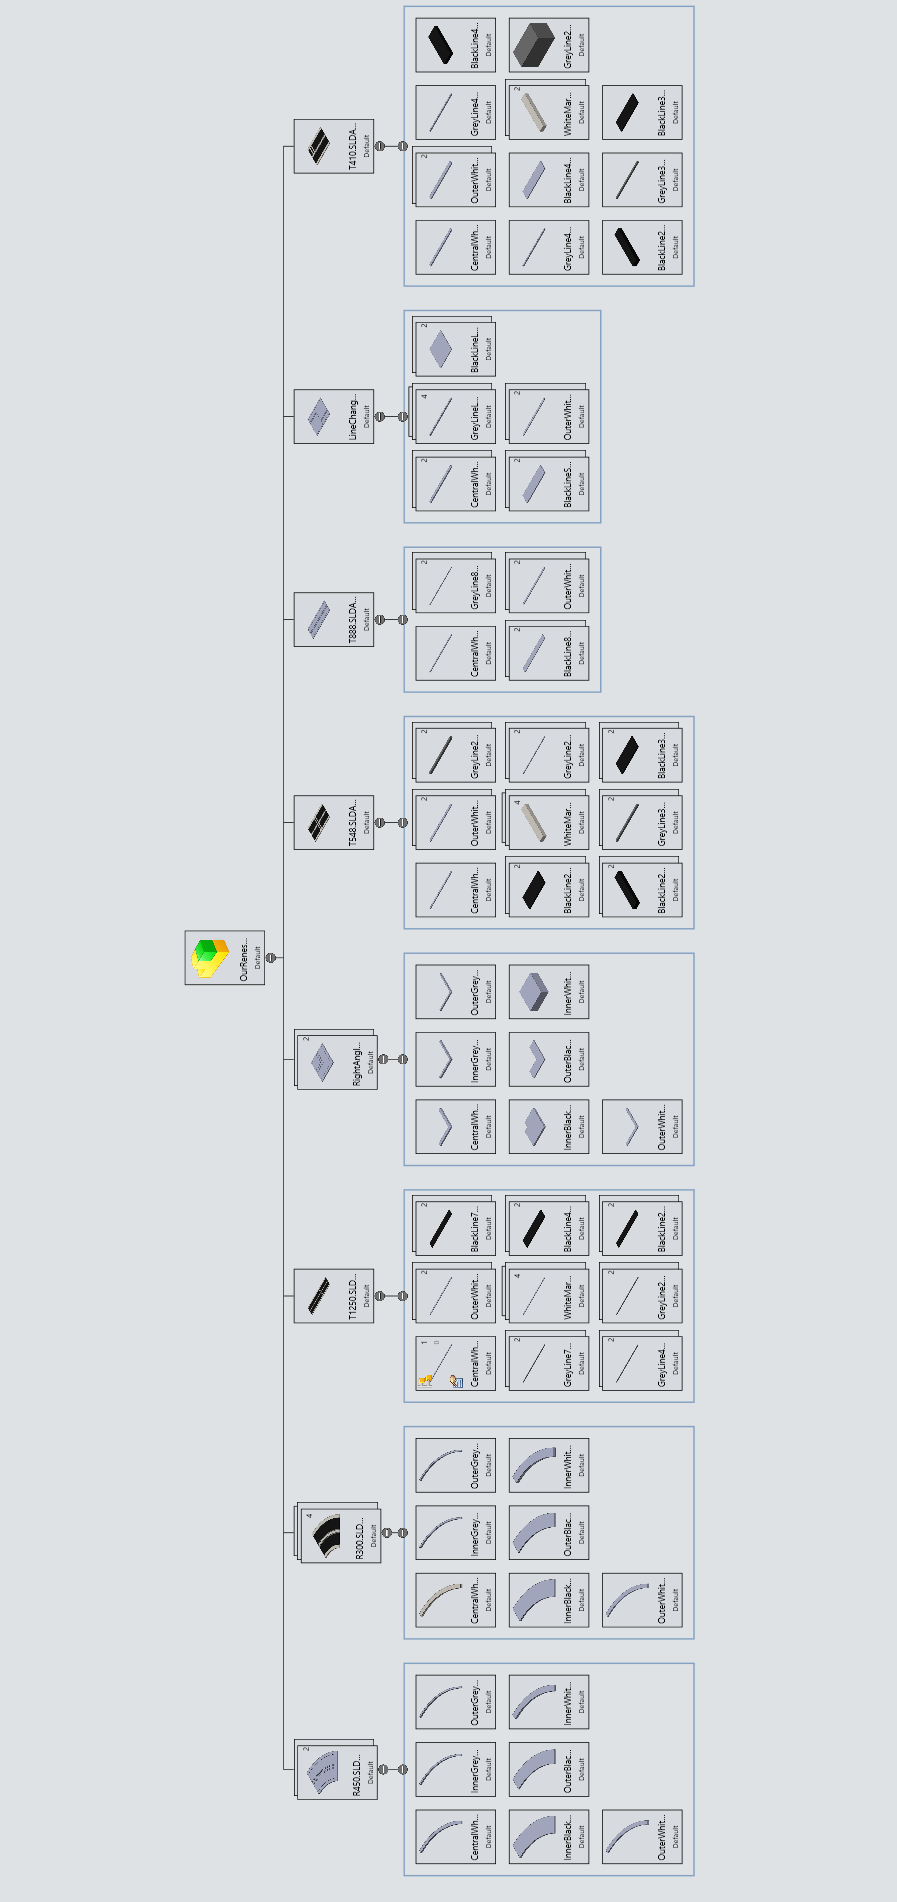 OurRenes...
Default
2
R450.SLD...
Default
CentralWh...
Default
InnerGrey...
Default
OuterGrey...
Default
InnerBlack...
Default
OuterBlac...
Default
InnerWhit...
Default
OuterWhit...
Default
4
R300.SLD...
Default
CentralWh...
Default
InnerGrey...
Default
OuterGrey...
Default
InnerBlack...
Default
OuterBlac...
Default
InnerWhit...
Default
OuterWhit...
Default
T1250.SLD...
Default
1
0
CentralWh...
Default
2
OuterWhit...
Default
2
BlackLine7...
Default
2
GreyLine7...
Default
4
WhiteMar...
Default
2
BlackLine4...
Default
2
GreyLine4...
Default
2
GreyLine2...
Default
2
BlackLine2...
Default
2
RightAngl...
Default
CentralWh...
Default
InnerGrey...
Default
OuterGrey...
Default
InnerBlack...
Default
OuterBlac...
Default
InnerWhit...
Default
OuterWhit...
Default
T548.SLDA...
Default
CentralWh...
Default
2
OuterWhit...
Default
2
GreyLine2...
Default
2
BlackLine2...
Default
4
WhiteMar...
Default
2
GreyLine2...
Default
2
BlackLine2...
Default
2
GreyLine3...
Default
2
BlackLine3...
Default
T888.SLDA...
Default
CentralWh...
Default
2
GreyLine8...
Default
2
BlackLine8...
Default
2
OuterWhit...
Default
LineChang...
Default
2
CentralWh...
Default
4
GreyLineL...
Default
2
BlackLineL...
Default
2
BlackLineS...
Default
2
OuterWhit...
Default
T410.SLDA...
Default
CentralWh...
Default
2
OuterWhit...
Default
GreyLine4...
Default
BlackLine4...
Default
GreyLine4...
Default
BlackLine4...
Default
2
WhiteMar...
Default
GreyLine2...
Default
BlackLine2...
Default
GreyLine3...
Default
BlackLine3...
Default